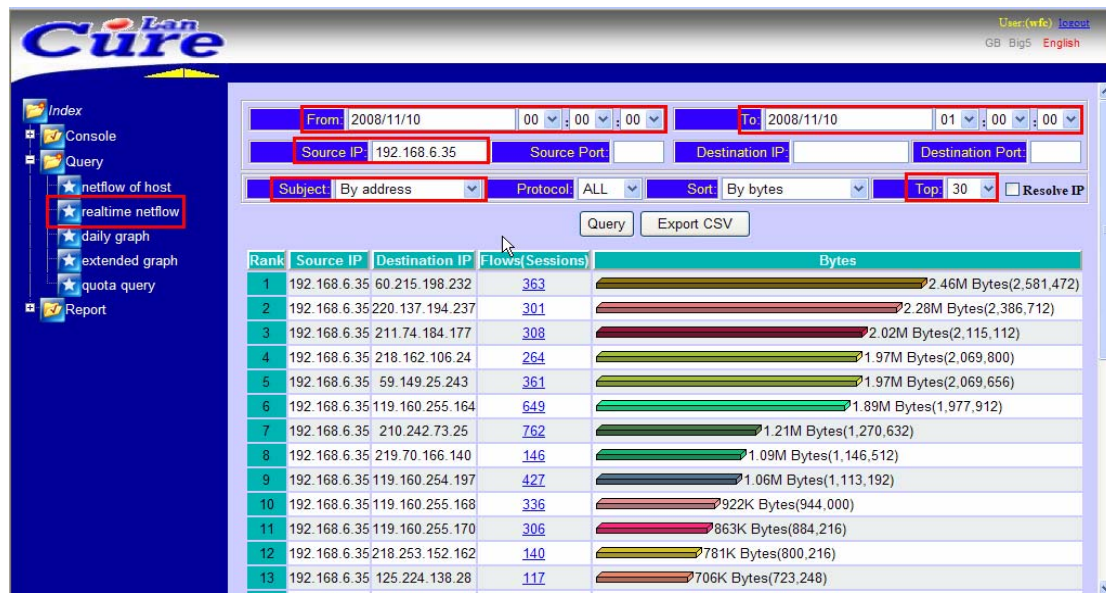 Lan
Cure
User:(wfc) logout
GB Big5 English
Index
Console
Query
netflow of host
realtime netflow
daily graph
extended graph
quota query
Report
From: 2008/11/10 00 : 00 : 00 To: 2008/11/10 01 : 00 : 00
Source IP: 192.168.6.35 Source Port: Destination IP: Destination Port:
Subject: By address Protocol: ALL Sort: By bytes Top: 30 Resolve IP
Query Export CSV
Rank Source IP Destination IP Flows(Sessions) Bytes
1 192.168.6.35 60.215.198.232 363 2.46M Bytes(2,581,472)
2 192.168.6.35 220.137.194.237 301 2.28M Bytes(2,386,712)
3 192.168.6.35 211.74.184.177 308 2.02M Bytes(2,115,112)
4 192.168.6.35 218.162.106.24 264 1.97M Bytes(2,069,800)
5 192.168.6.35 59.149.25.243 361 1.97M Bytes(2,069,656)
6 192.168.6.35 119.160.255.164 649 1.89M Bytes(1,977,912)
7 192.168.6.35 210.242.73.25 762 1.21M Bytes(1,270,632)
8 192.168.6.35 219.70.166.140 146 1.09M Bytes(1,146,512)
9 192.168.6.35 119.160.254.197 427 1.06M Bytes(1,113,192)
10 192.168.6.35 119.160.255.168 336 922K Bytes(944,000)
11 192.168.6.35 119.160.255.170 306 863K Bytes(884,216)
12 192.168.6.35 218.253.152.162 140 781K Bytes(800,216)
13 192.168.6.35 125.224.138.28 117 706K Bytes(723,248)